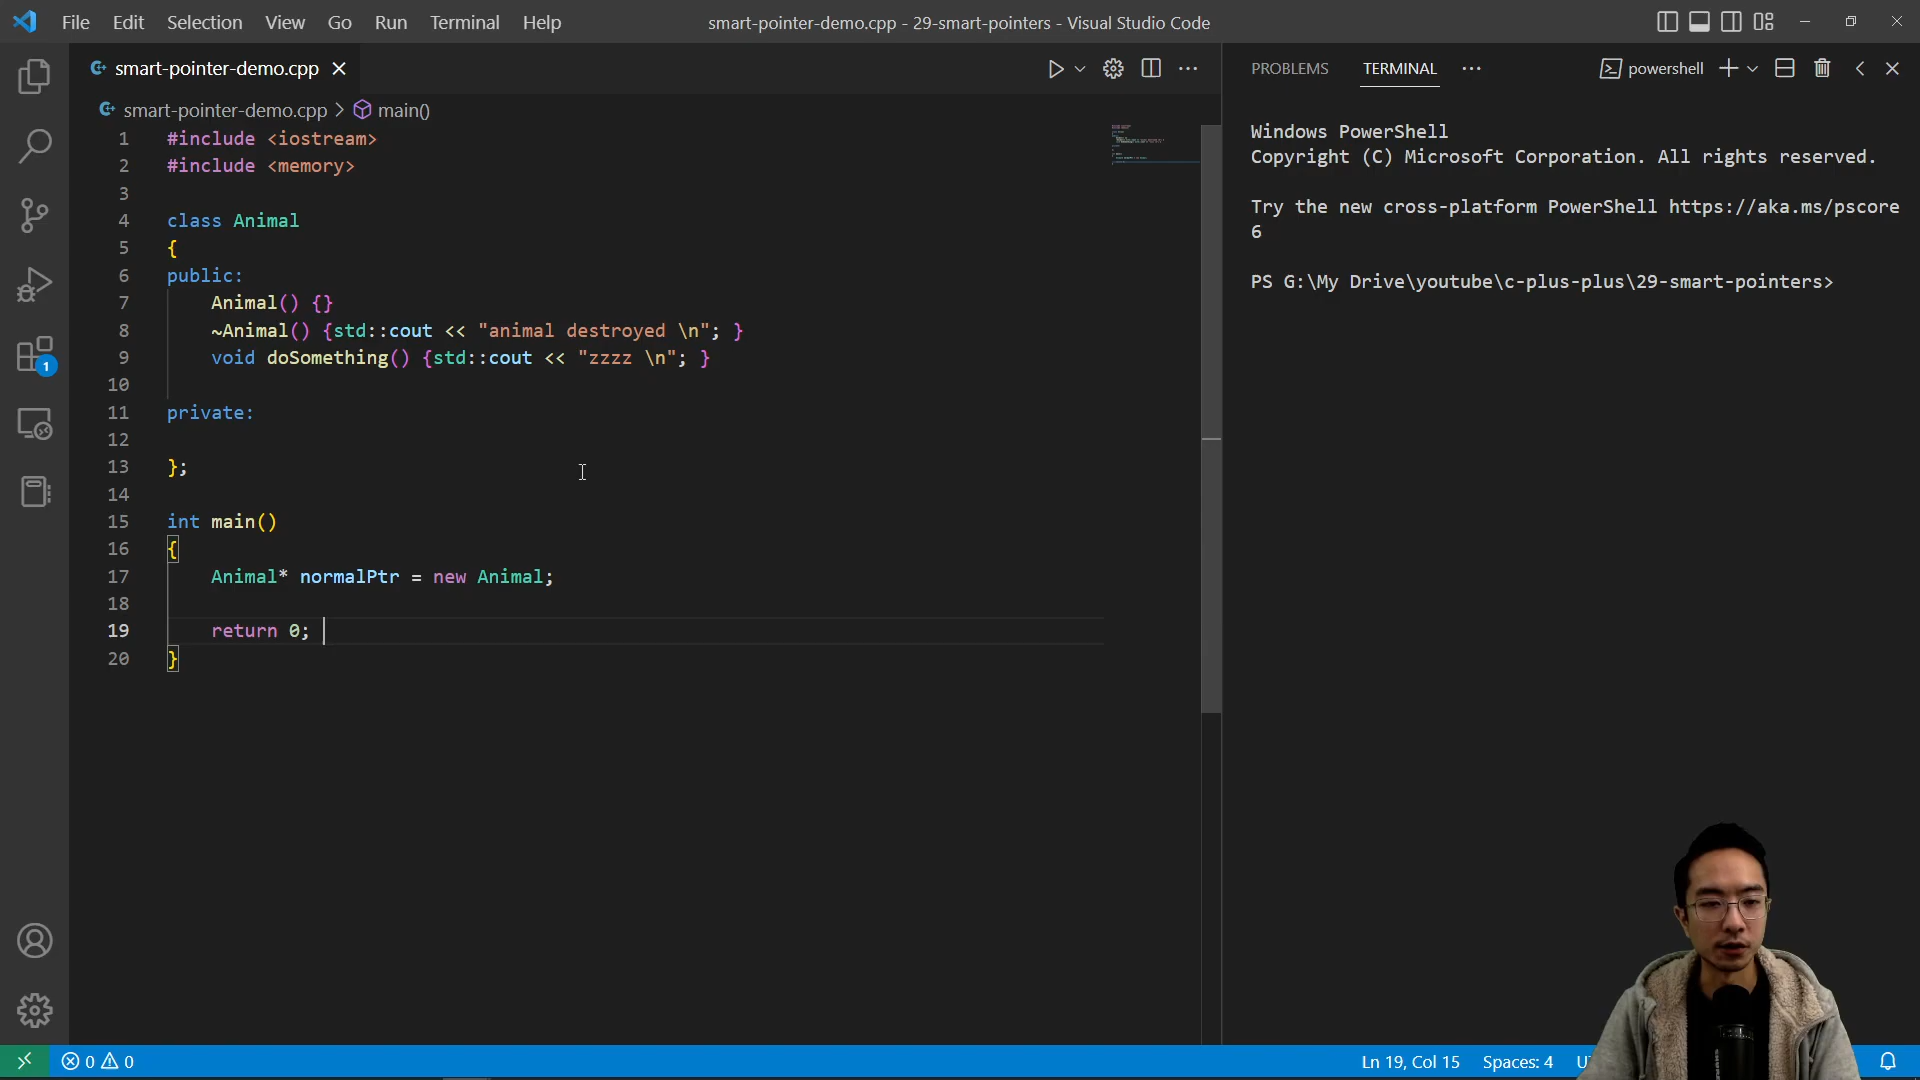 File Edit Selection View Go Run Terminal Help
smart-pointer-demo.cpp - 29-smart-pointers - Visual Studio Code
smart-pointer-demo.cpp
smart-pointer-demo.cpp > main()
1 #include <iostream>
2 #include <memory>
3
4 class Animal
5 {
6 public:
7 Animal() {}
8 ~Animal() {std::cout << "animal destroyed \n"; }
9 void doSomething() {std::cout << "zzzz \n"; }
10
11 private:
12
13 };
14
15 int main()
16 {
17 Animal* normalPtr = new Animal;
18
19 return 0;
20 }
PROBLEMS TERMINAL powershell
Windows PowerShell
Copyright (C) Microsoft Corporation. All rights reserved.
Try the new cross-platform PowerShell https://aka.ms/pscore
6
PS G:\My Drive\youtube\c-plus-plus\29-smart-pointers>
1
0 0
Ln 19, Col 15 Spaces: 4